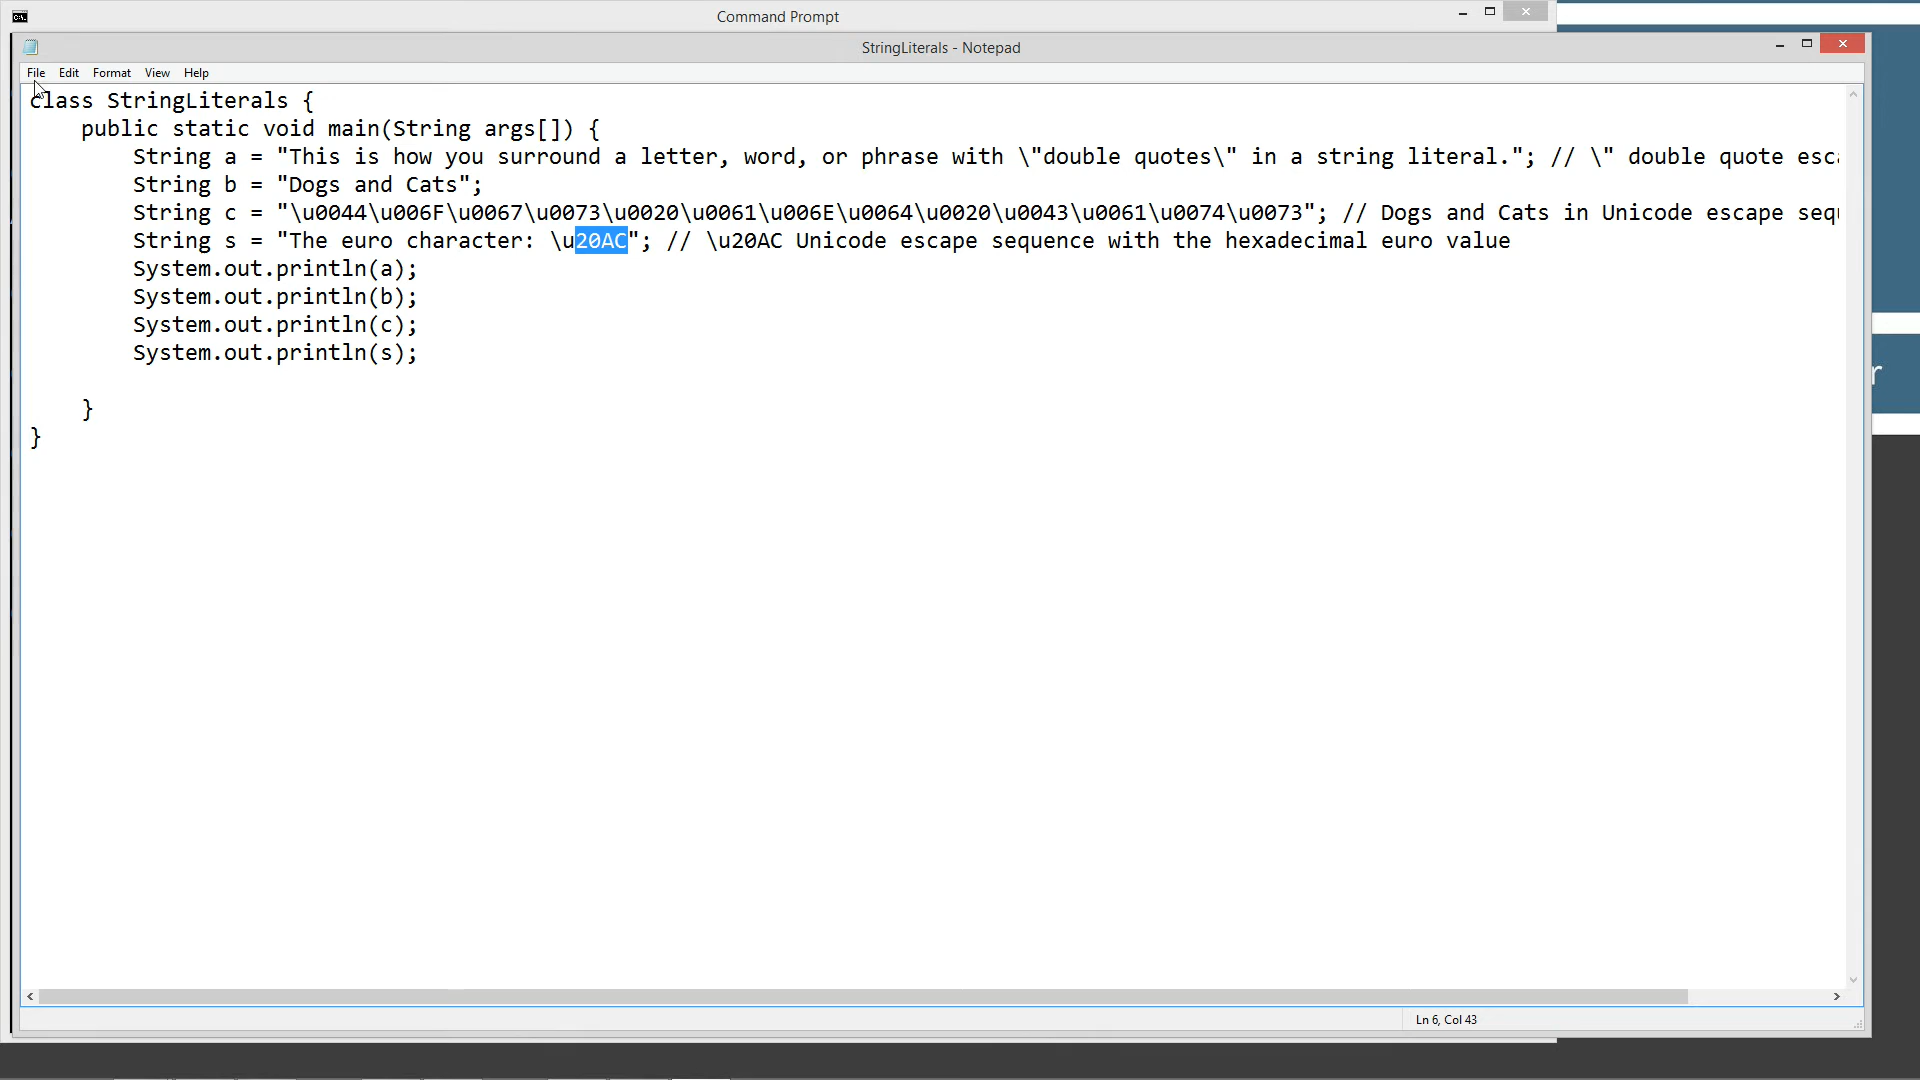 Command Prompt
StringLiterals - Notepad
File Edit Format View Help
class StringLiterals {
    public static void main(String args[]) {
        String a = "This is how you surround a letter, word, or phrase with \"double quotes\" in a string literal."; // \" double quote esc
        String b = "Dogs and Cats";
        String c = "\u0044\u006F\u0067\u0073\u0020\u0061\u006E\u0064\u0020\u0043\u0061\u0074\u0073"; // Dogs and Cats in Unicode escape seq
        String s = "The euro character: \u20AC"; // \u20AC Unicode escape sequence with the hexadecimal euro value
        System.out.println(a);
        System.out.println(b);
        System.out.println(c);
        System.out.println(s);
    }
}
r
Ln 6, Col 43